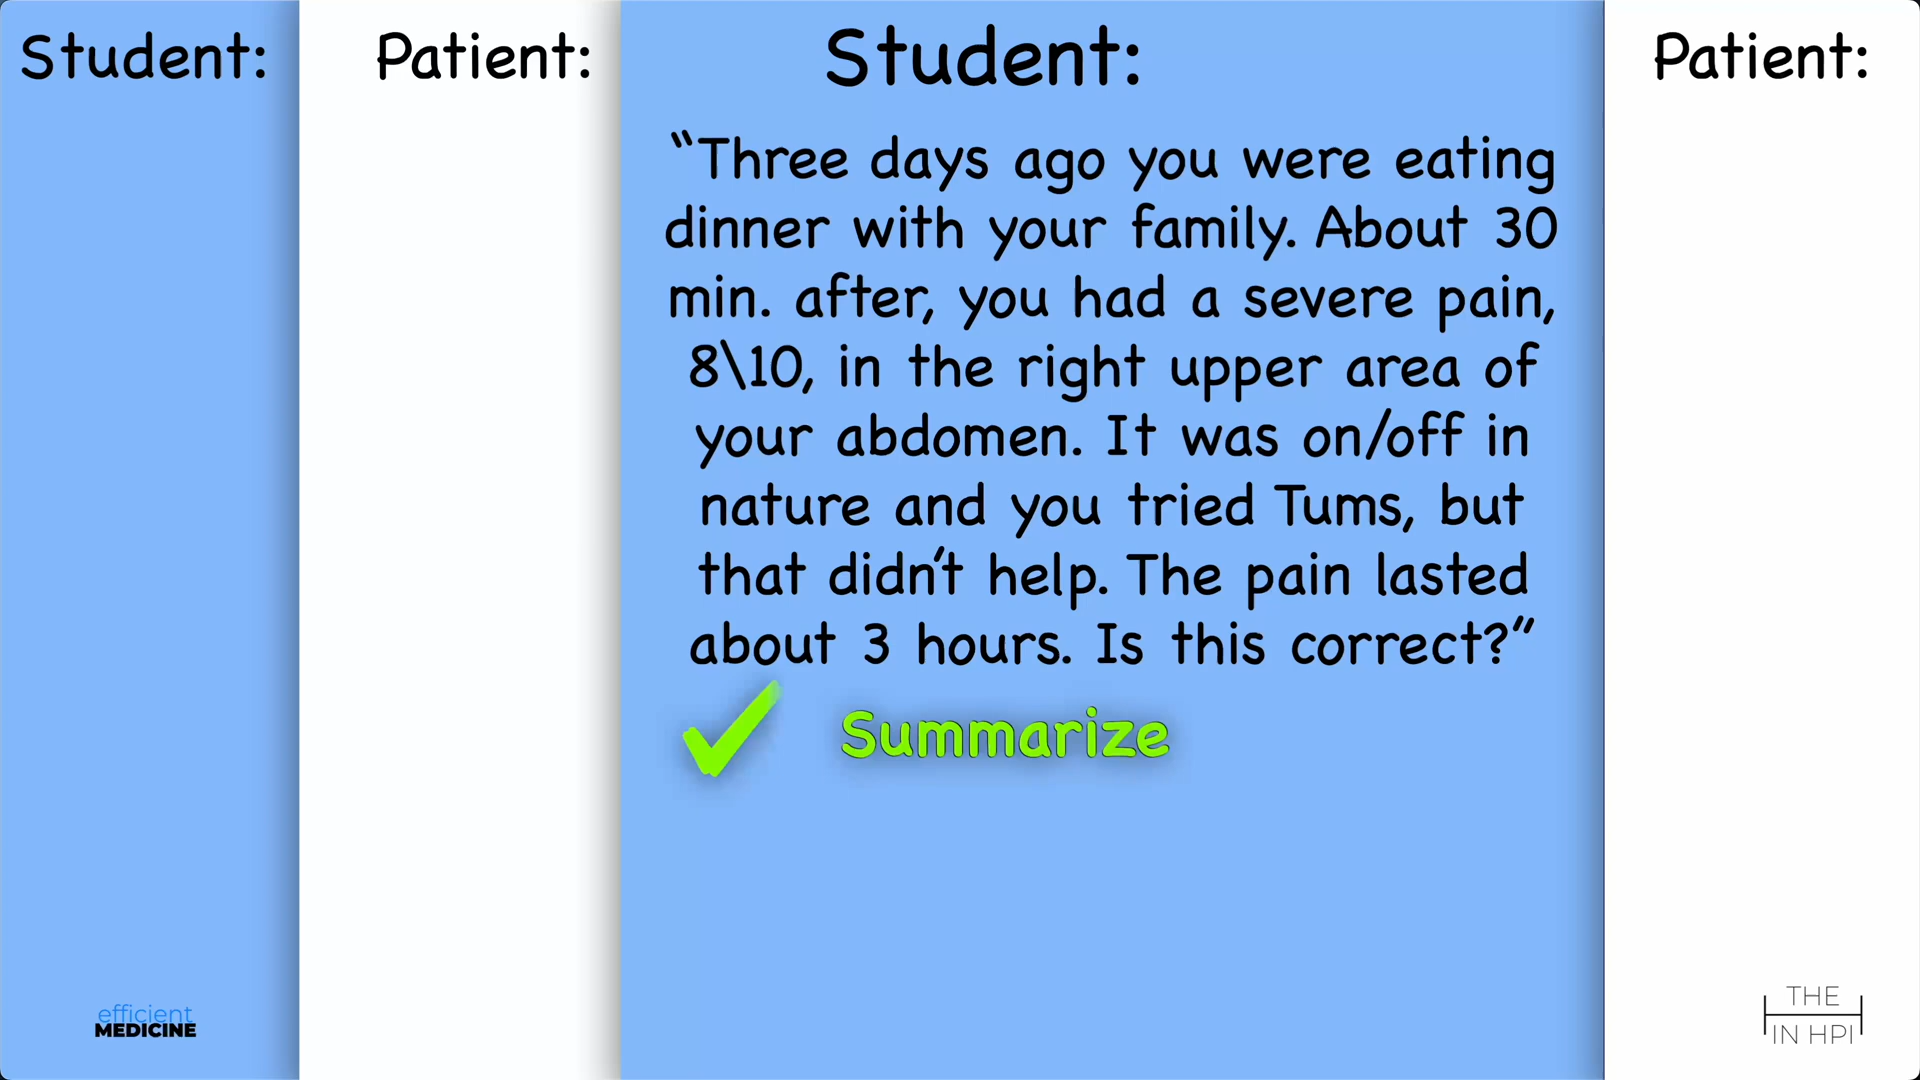 Student:
Patient:
Student:
Patient:
“Three days ago you were eating
dinner with your family. About 30
min. after, you had a severe pain,
8\10, in the right upper area of
your abdomen. It was on/off in
nature and you tried Tums, but
that didn’t help. The pain lasted
about 3 hours. Is this correct?”
Summarize
efficient
MEDICINE
THE
IN HPI